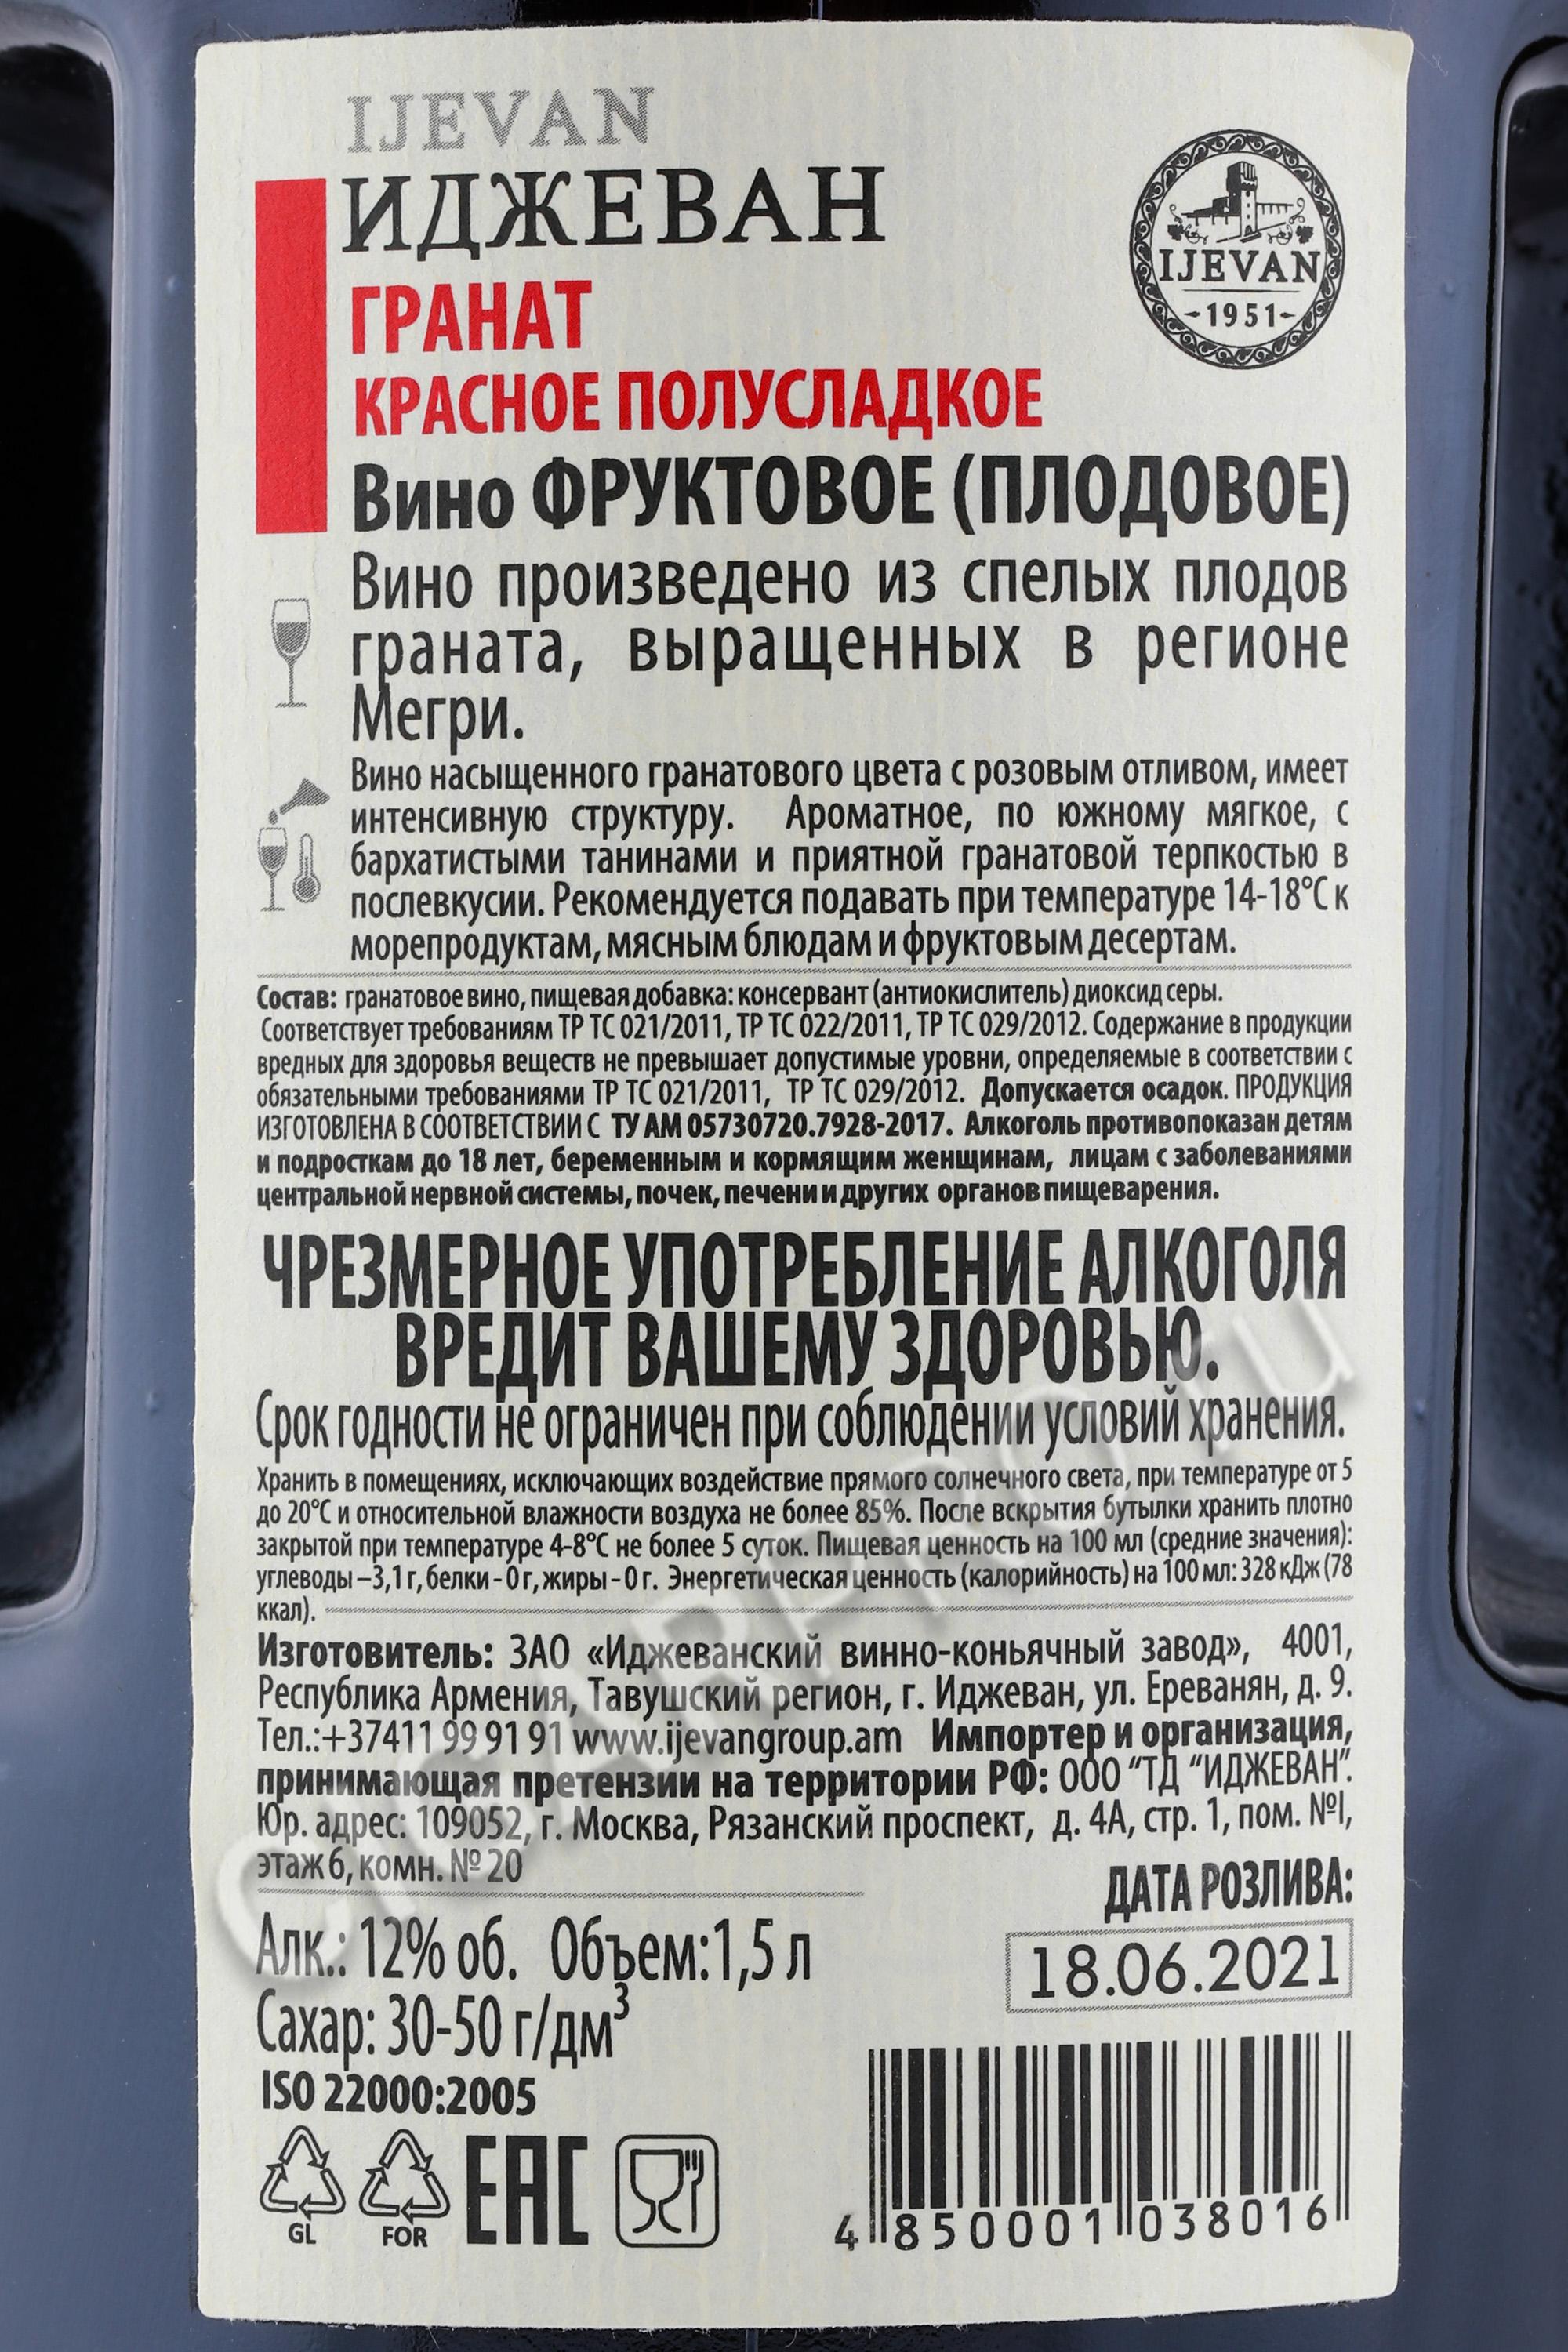 IJEVAN
ИДЖЕВАН
ГРАНАТ
КРАСНОЕ ПОЛУСЛАДКОЕ
Вино ФРУКТОВОЕ (ПЛОДОВОЕ)
IJEVAN
-1951-
Вино произведено из спелых плодов
граната, выращенных в регионе
Мегри.
Вино насыщенного гранатового цвета с розовым отливом, имеет
интенсивную структуру. Ароматное, по южному мягкое, с
бархатистыми танинами и приятной гранатовой терпкостью в
послевкусии. Рекомендуется подавать при температуре 14-18°С к
морепродуктам, мясным блюдам и фруктовым десертам.
Состав: гранатовое вино, пищевая добавка: консервант (антиокислитель) диоксид серы.
Соответствует требованиям ТР ТС 021/2011, ТР ТС 022/2011, ТР ТС 029/2012. Содержание в продукции
вредных для здоровья веществ не превышает допустимые уровни, определяемые в соответствии с
обязательными требованиями ТР ТС 021/2011, ТР ТС 029/2012. Допускается осадок. ПРОДУКЦИЯ
ИЗГОТОВЛЕНА В СООТВЕТСТВИИ С ТУ АМ 05730720.7928-2017. Алкоголь противопоказан детям
и подросткам до 18 лет, беременным и кормящим женщинам, лицам с заболеваниями
центральной нервной системы, почек, печени и других органов пищеварения.
ЧРЕЗМЕРНОЕ УПОТРЕБЛЕНИЕ АЛКОГОЛЯ
ВРЕДИТ ВАШЕМУ ЗДОРОВЬЮ.
Срок годности не ограничен при соблюдении условий хранения.
Хранить в помещениях, исключающих воздействие прямого солнечного света, при температуре от 5
до 20°С и относительной влажности воздуха не более 85%. После вскрытия бутылки хранить плотно
закрытой при температуре 4-8°С не более 5 суток. Пищевая ценность на 100 мл (средние значения):
углеводы –3,1 г, белки - 0 г, жиры - 0 г. Энергетическая ценность (калорийность) на 100 мл: 328 кДж (78
ккал).
Изготовитель: ЗАО «Иджеванский винно-коньячный завод», 4001,
Республика Армения, Тавушский регион, г. Иджеван, ул. Ереванян, д. 9.
Тел.:+37411 99 91 91 www.ijevangroup.am Импортер и организация,
принимающая претензии на территории РФ: ООО "ТД "ИДЖЕВАН".
Юр. адрес: 109052, г. Москва, Рязанский проспект, д. 4А, стр. 1, пом. №I,
этаж 6, комн. № 20
ДАТА РОЗЛИВА:
18.06.2021
Алк.: 12% об. Объем:1,5 л
Сахар: 30-50 г/дм³
ISO 22000:2005
GL
FOR
EAC
4 850001 038016
CIGARPRO.ru